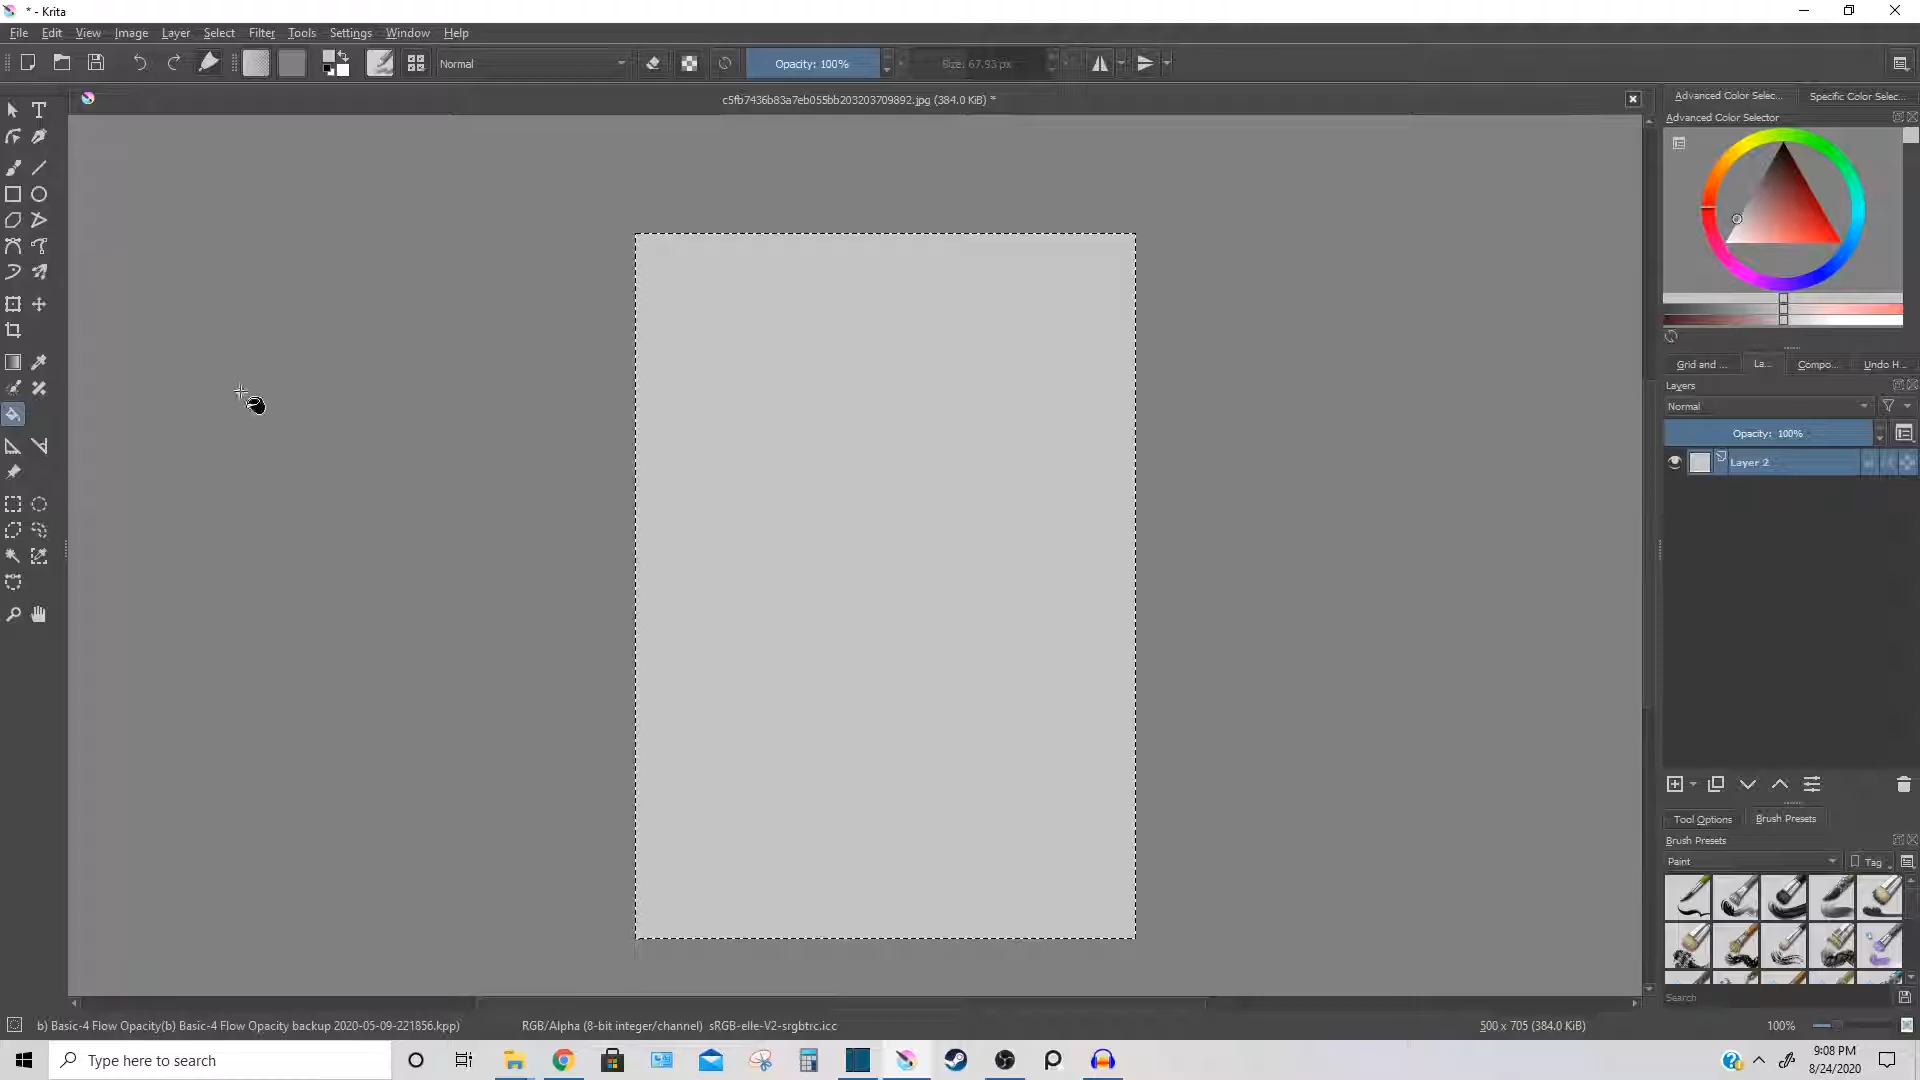 * - Krita
File Edit View Image Layer Select Filter Tools Settings Window Help
Normal
Opacity: 100%
Size: 67.93 px
c5fb7436b83a7eb055bb203203709892.jpg (384.0 KiB) *
Advanced Color Selec...
Specific Color Selec...
Advanced Color Selector
Grid and ...
La...
Compo...
Undo H...
Layers
Normal
Opacity: 100%
Layer 2
Tool Options
Brush Presets
Brush Presets
Paint
Tag
Search
b) Basic-4 Flow Opacity(b) Basic-4 Flow Opacity backup 2020-05-09-221856.kpp)
RGB/Alpha (8-bit integer/channel) sRGB-elle-V2-srgbtrc.icc
500 x 705 (384.0 KiB)
100%
Type here to search
9:08 PM
8/24/2020